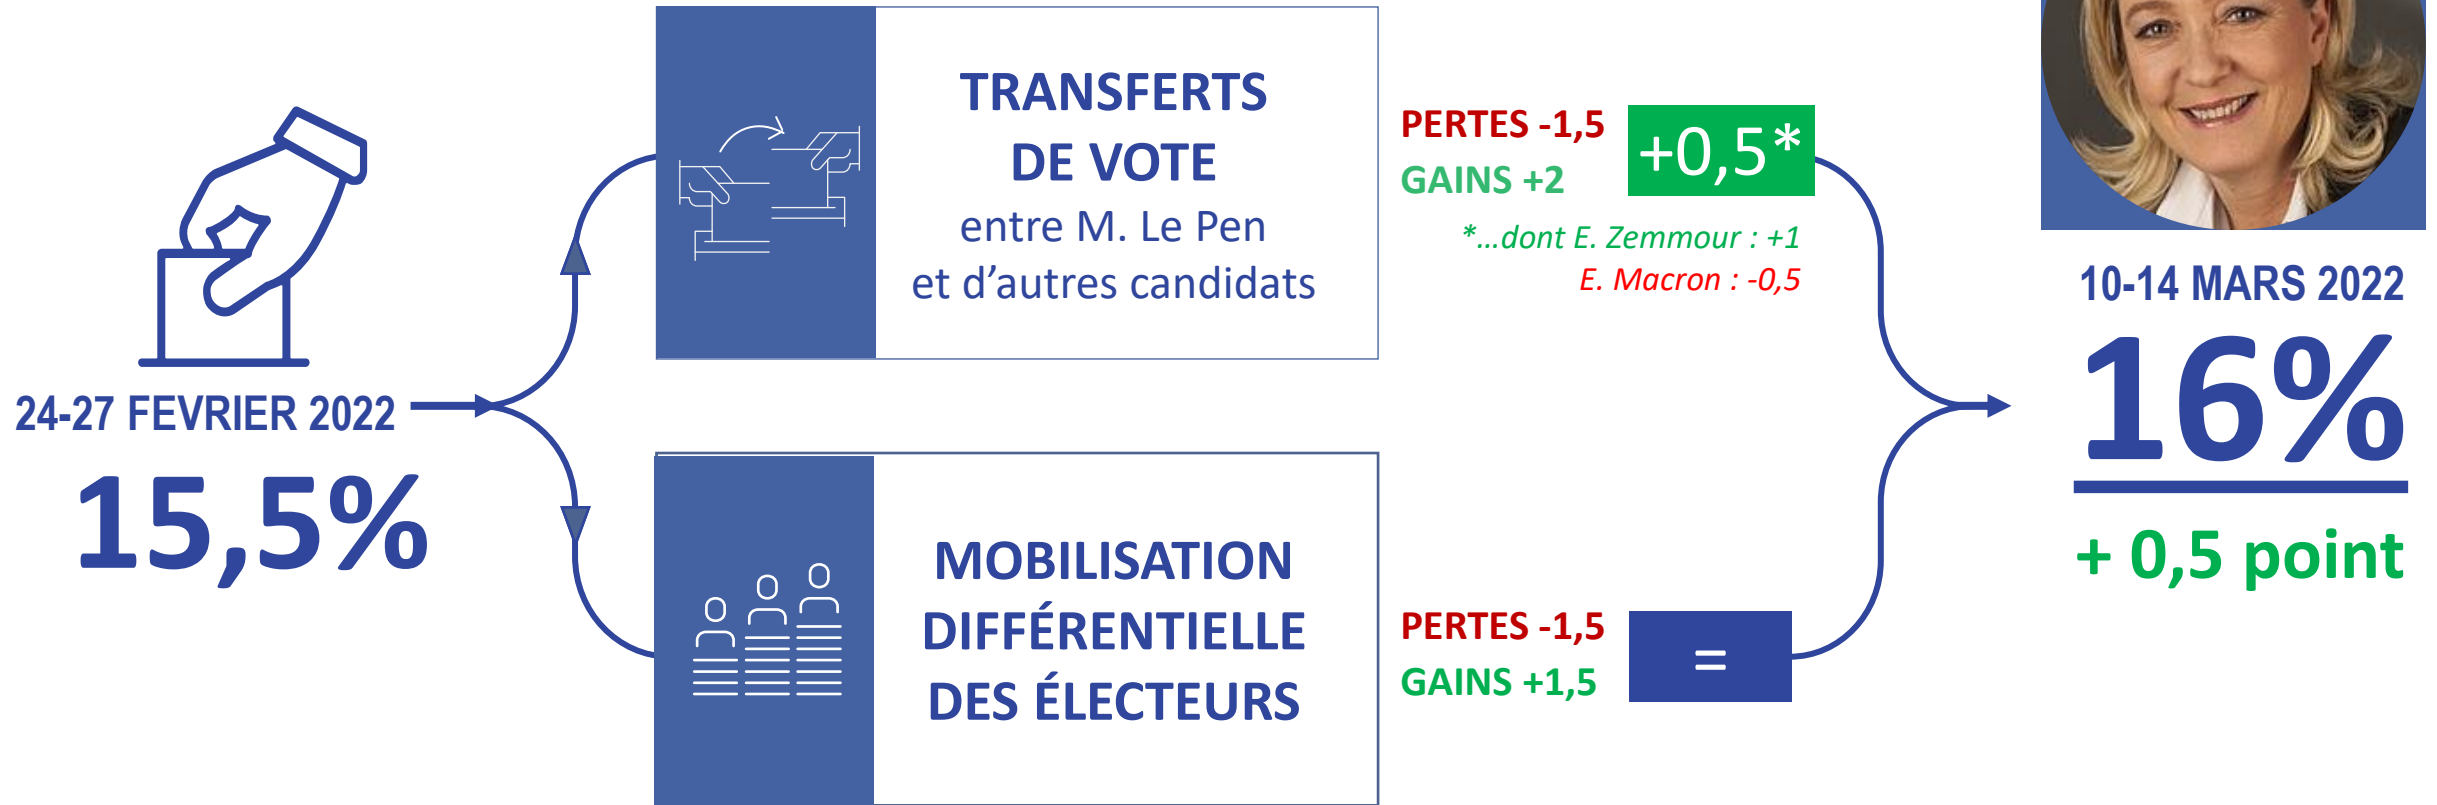 24-27 FEVRIER 2022
15,5%
TRANSFERTS
DE VOTE
entre M. Le Pen
et d’autres candidats
PERTES -1,5
GAINS +2
+0,5*
*...dont E. Zemmour : +1
E. Macron : -0,5
MOBILISATION
DIFFÉRENTIELLE
DES ÉLECTEURS
PERTES -1,5
GAINS +1,5
=
10-14 MARS 2022
16%
+ 0,5 point